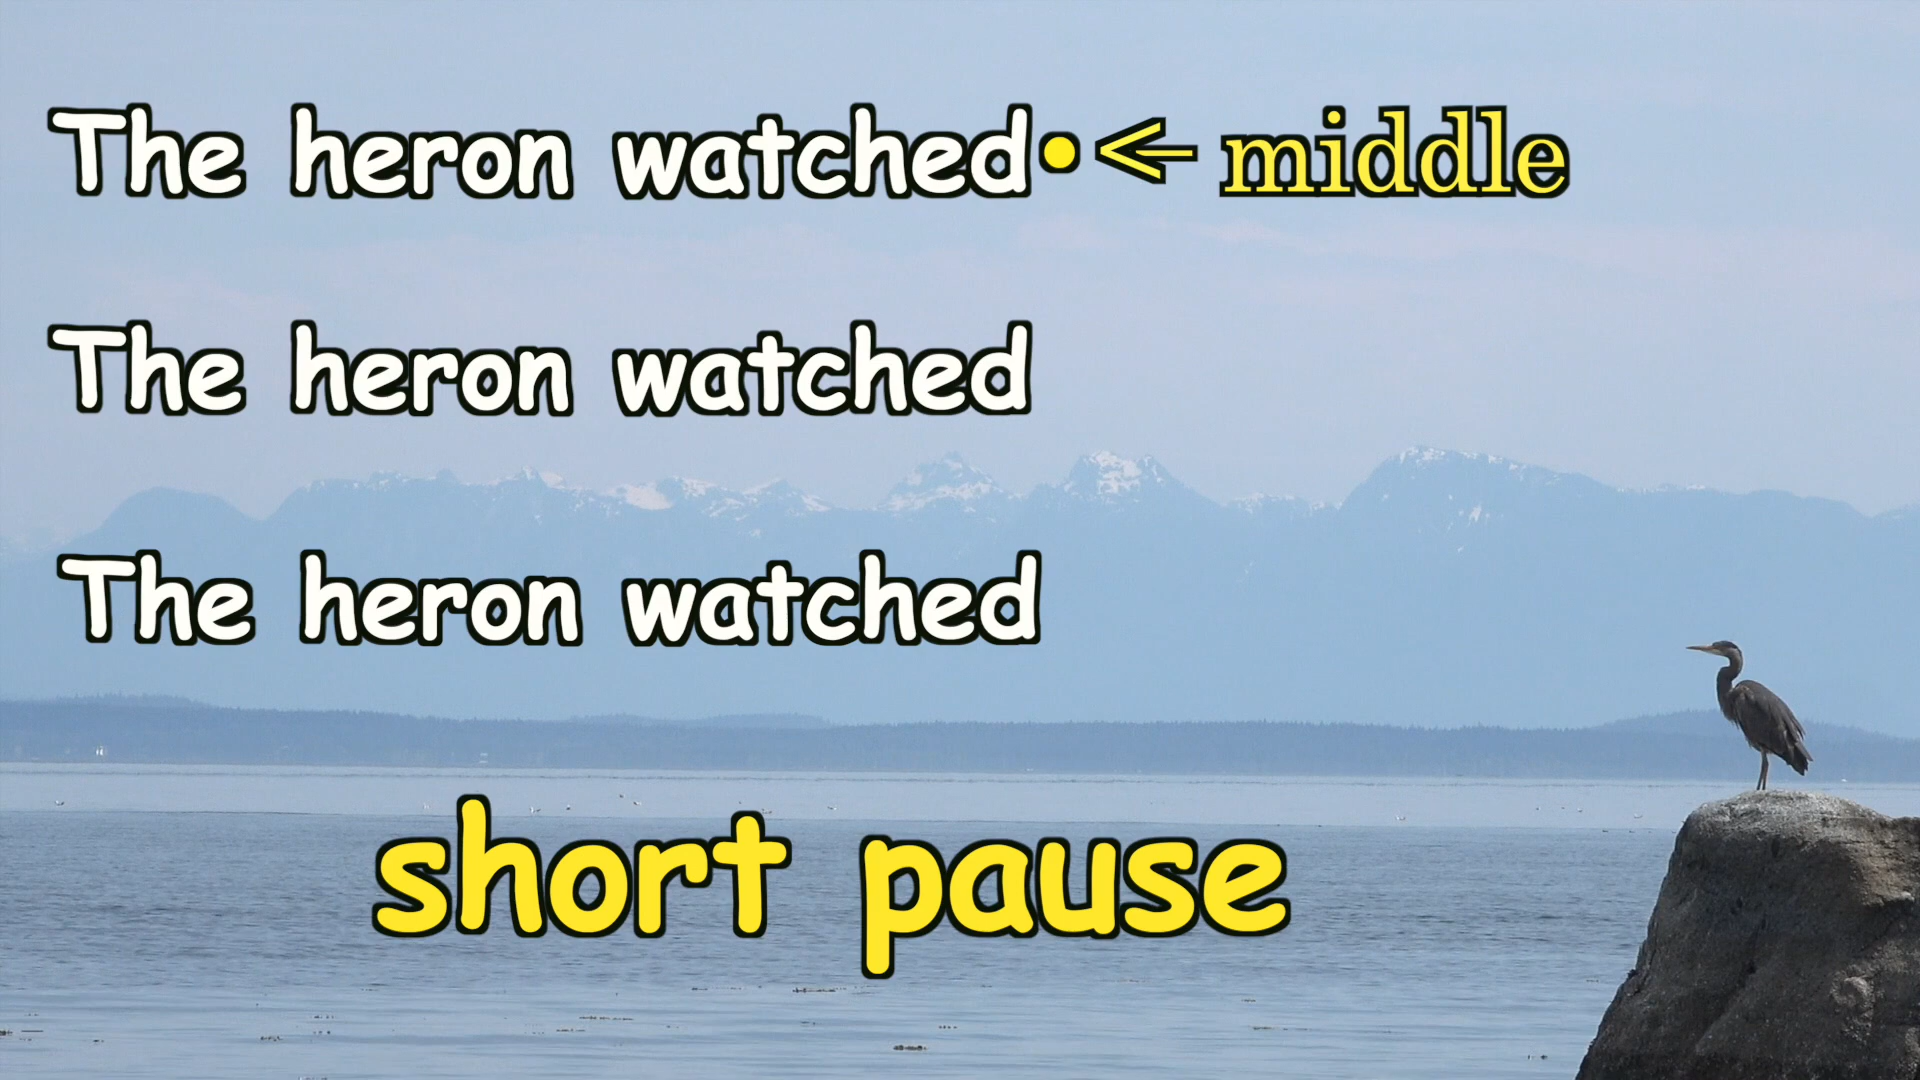 The heron watched•<- middle
The heron watched
The heron watched
short pause